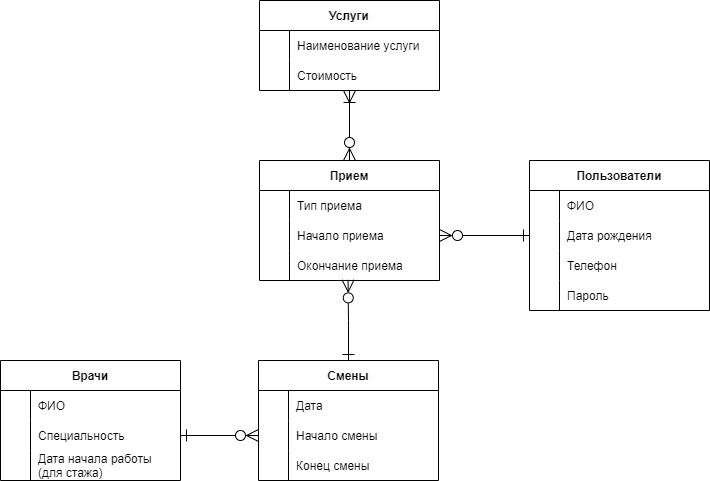 Услуги
Наименование услуги
Стоимость
Прием
Тип приема
Начало приема
Окончание приема
Пользователи
ФИО
Дата рождения
Телефон
Пароль
Врачи
ФИО
Специальность
Дата начала работы
(для стажа)
Смены
Дата
Начало смены
Конец смены